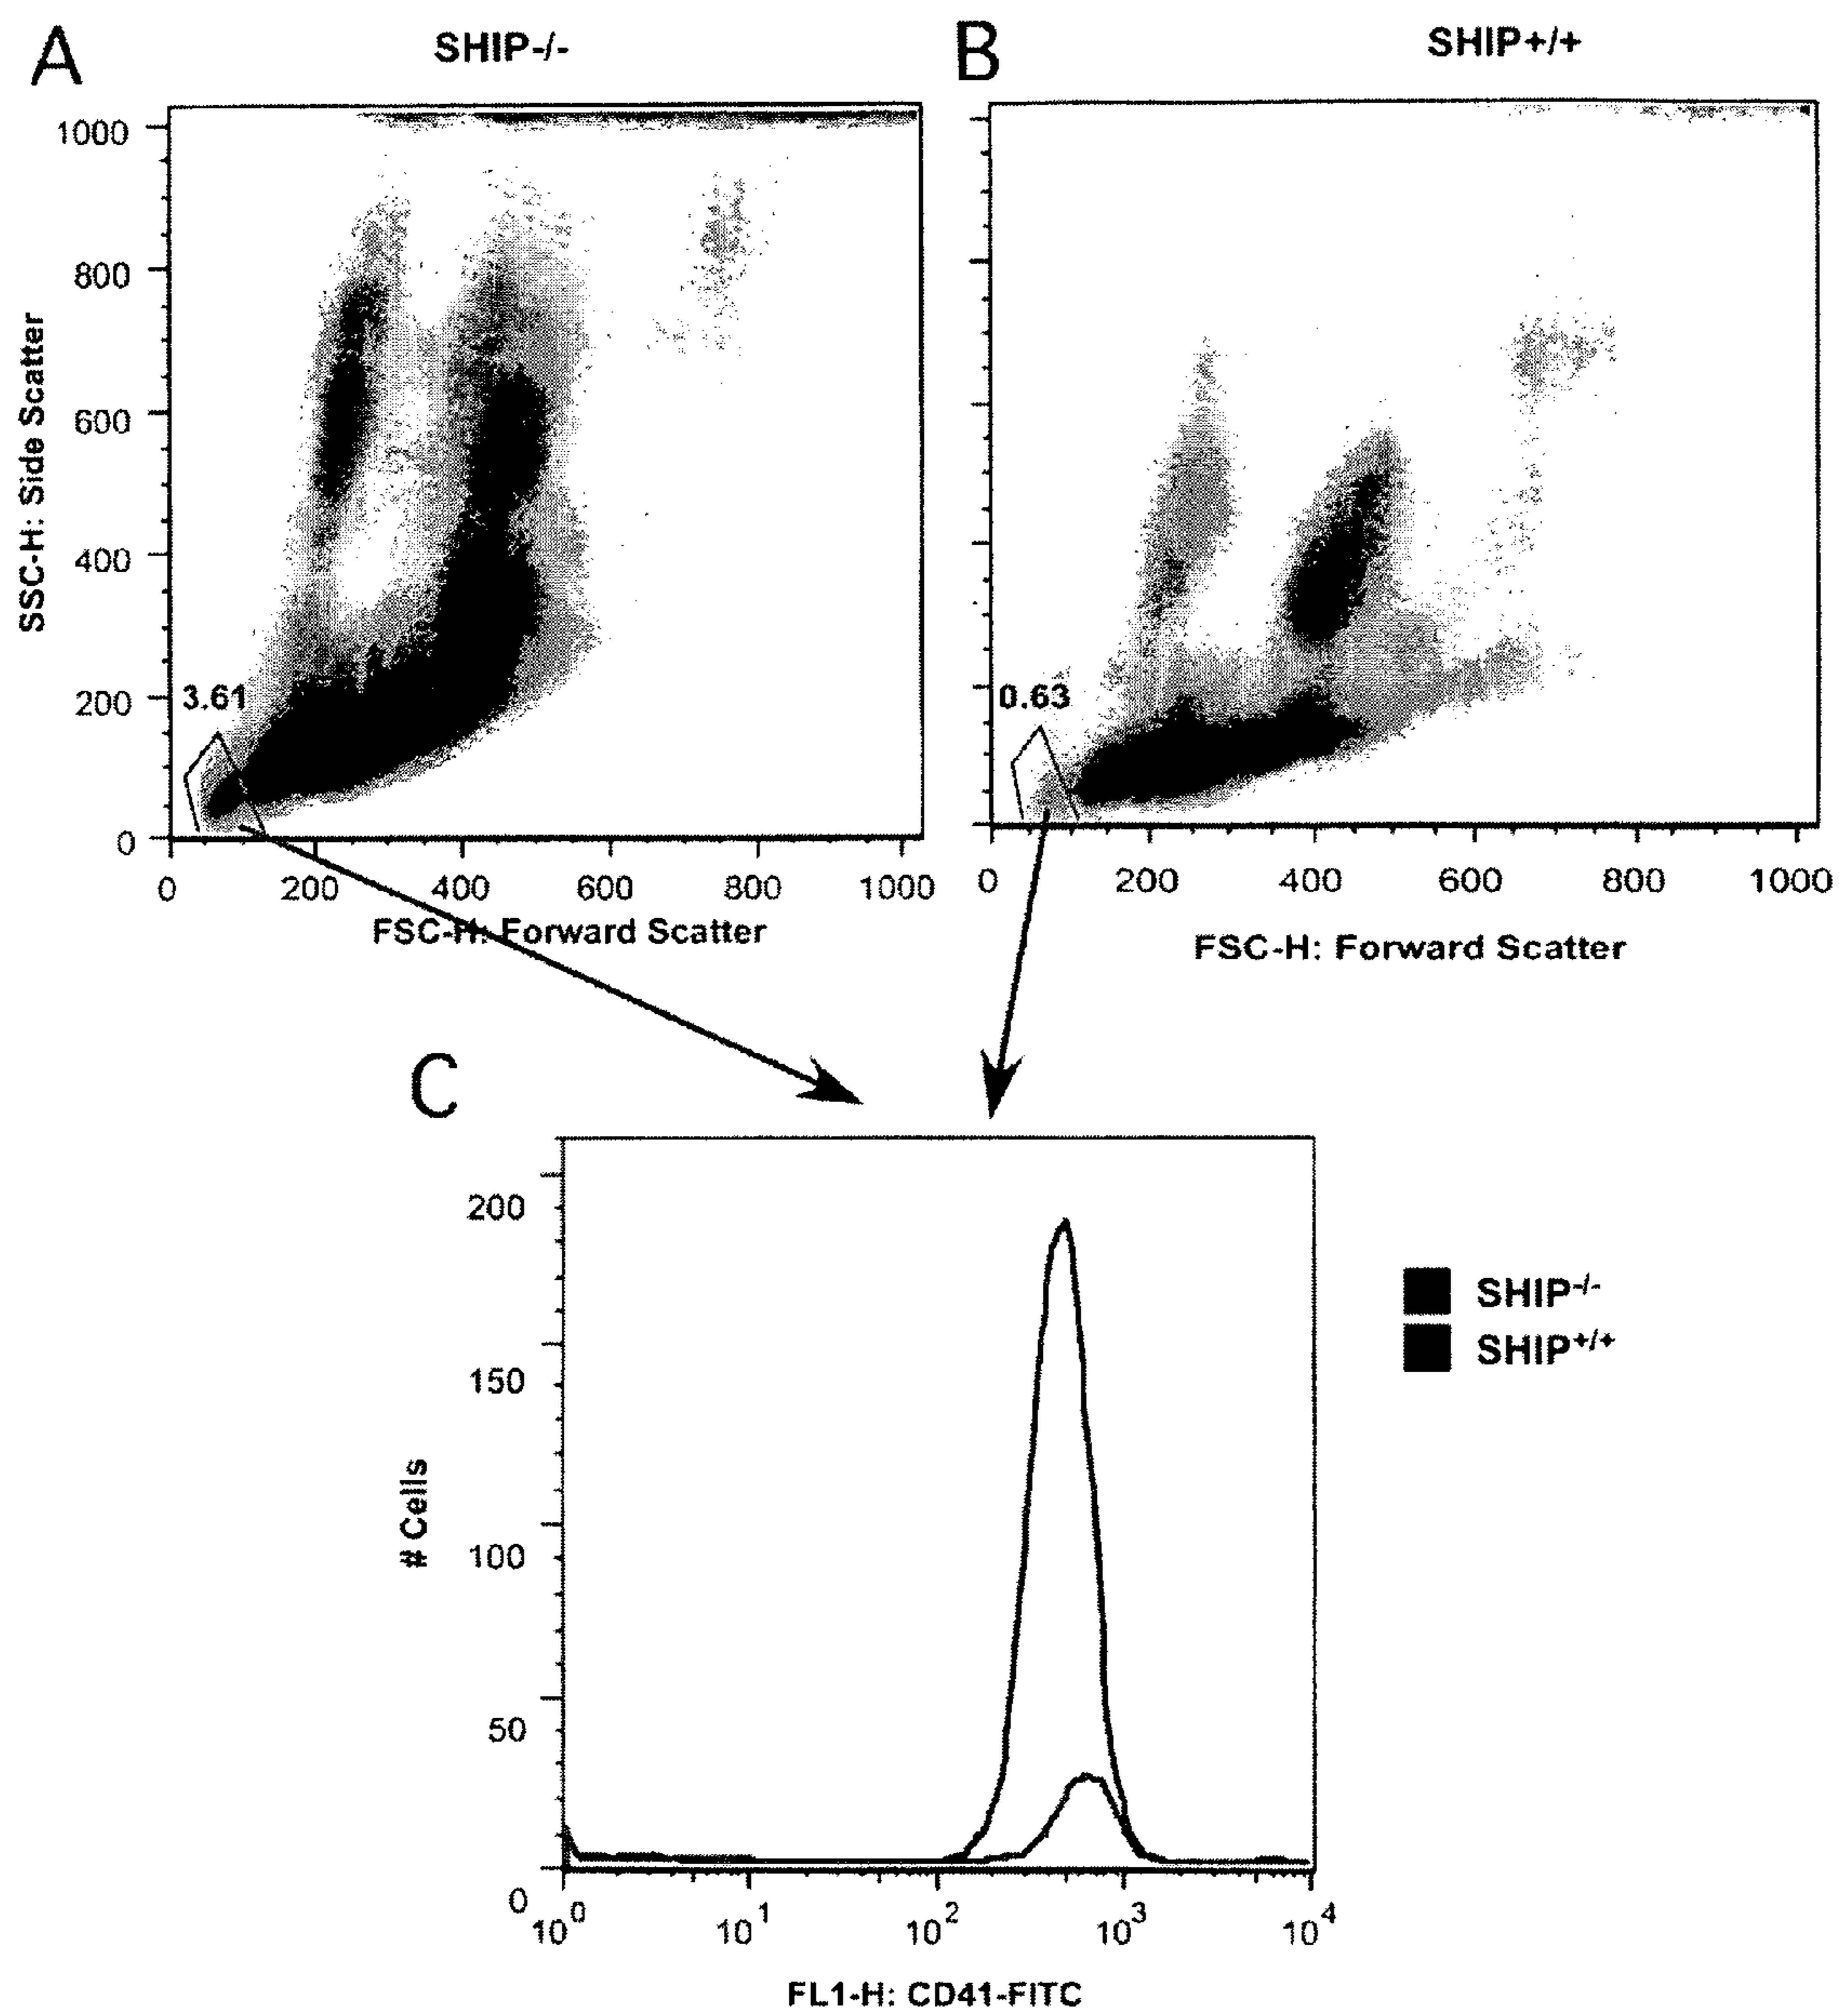 A
SHIP-/-
B
SHIP+/+
SSC-H: Side Scatter
1000
800
600
400
200
0
3.61
0.63
0 200 400 600 800 1000
FSC-H: Forward Scatter
0 200 400 600 800 1000
FSC-H: Forward Scatter
C
# Cells
200
150
100
50
0
10^0 10^1 10^2 10^3 10^4
FL1-H: CD41-FITC
SHIP-/-
SHIP+/+